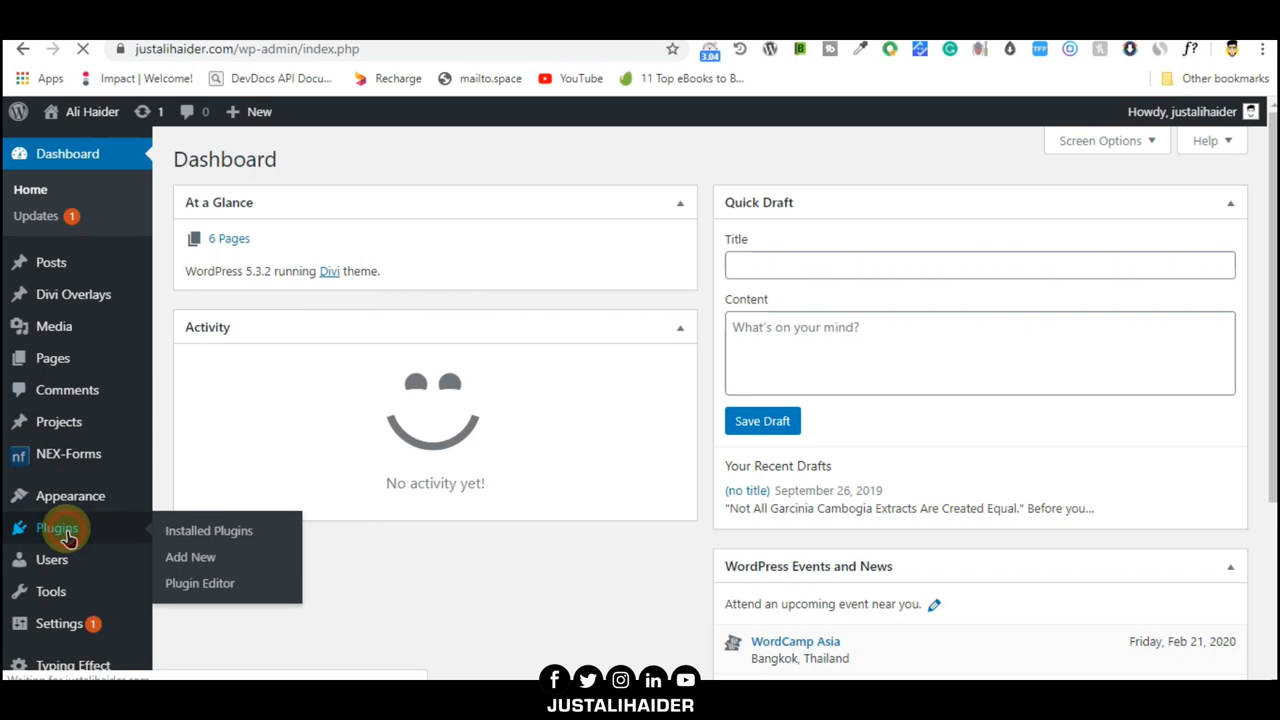 justalihaider.com/wp-admin/index.php
3.04
TFF
f?
Apps
Impact | Welcome!
DevDocs API Docu...
Recharge
mailto.space
YouTube
11 Top eBooks to B...
Other bookmarks
Ali Haider
1
0
New
Howdy, justalihaider
Dashboard
Home
Updates 1
Posts
Divi Overlays
Media
Pages
Comments
Projects
nf NEX-Forms
Appearance
Plugins
Users
Tools
Settings 1
Typing Effect
Installed Plugins
Add New
Plugin Editor
Screen Options
Help
Dashboard
At a Glance
6 Pages
WordPress 5.3.2 running Divi theme.
Activity
No activity yet!
Quick Draft
Title
Content
What's on your mind?
Save Draft
Your Recent Drafts
(no title) September 26, 2019
"Not All Garcinia Cambogia Extracts Are Created Equal." Before you...
WordPress Events and News
Attend an upcoming event near you.
WordCamp Asia
Friday, Feb 21, 2020
Bangkok, Thailand
JUSTALIHAIDER